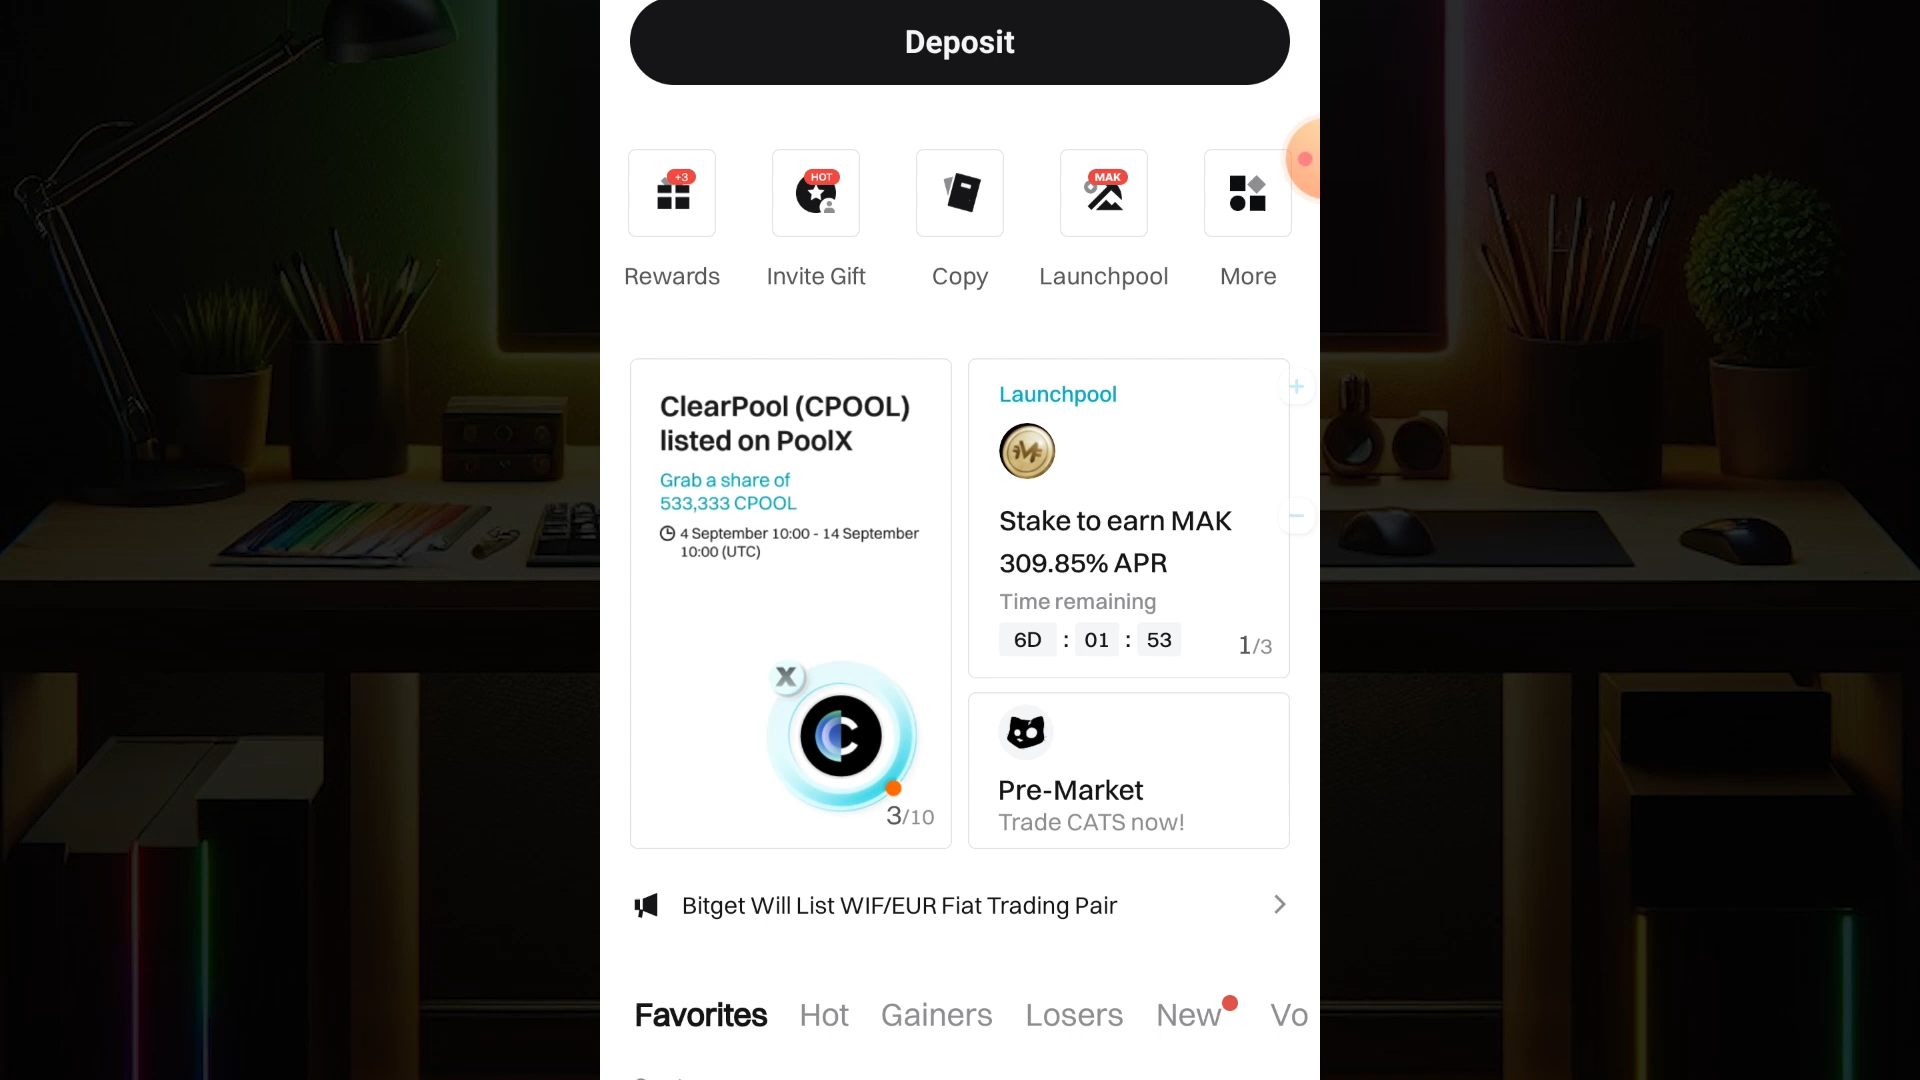 Deposit
+3
HOT
MAK
Rewards
Invite Gift
Copy
Launchpool
More
ClearPool (CPOOL)
listed on PoolX
Grab a share of
533,333 CPOOL
4 September 10:00 - 14 September
10:00 (UTC)
X
3/10
Launchpool
Stake to earn MAK
309.85% APR
Time remaining
6D : 01 : 53
1/3
Pre-Market
Trade CATS now!
Bitget Will List WIF/EUR Fiat Trading Pair
Favorites Hot Gainers Losers New Vo